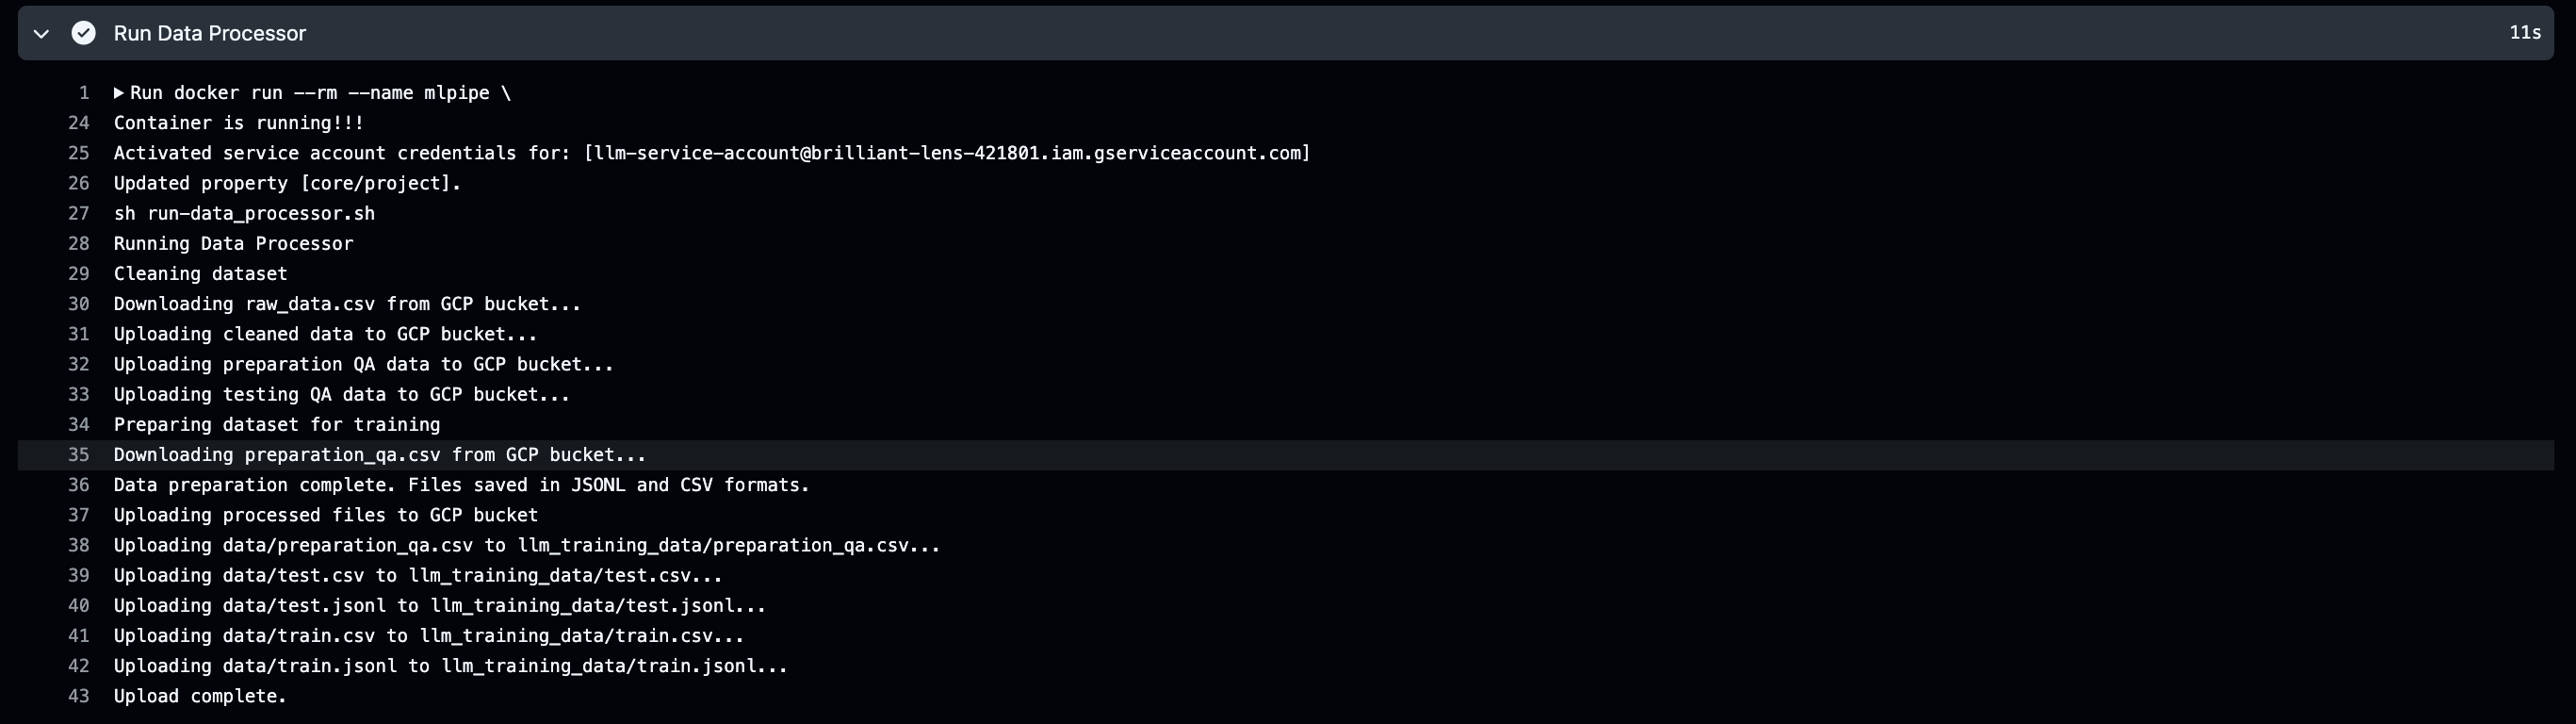 Run Data Processor 11s
1 Run docker run --rm --name mlpipe \
24 Container is running!!!
25 Activated service account credentials for: [llm-service-account@brilliant-lens-421801.iam.gserviceaccount.com]
26 Updated property [core/project].
27 sh run-data_processor.sh
28 Running Data Processor
29 Cleaning dataset
30 Downloading raw_data.csv from GCP bucket...
31 Uploading cleaned data to GCP bucket...
32 Uploading preparation QA data to GCP bucket...
33 Uploading testing QA data to GCP bucket...
34 Preparing dataset for training
35 Downloading preparation_qa.csv from GCP bucket...
36 Data preparation complete. Files saved in JSONL and CSV formats.
37 Uploading processed files to GCP bucket
38 Uploading data/preparation_qa.csv to llm_training_data/preparation_qa.csv...
39 Uploading data/test.csv to llm_training_data/test.csv...
40 Uploading data/test.jsonl to llm_training_data/test.jsonl...
41 Uploading data/train.csv to llm_training_data/train.csv...
42 Uploading data/train.jsonl to llm_training_data/train.jsonl...
43 Upload complete.